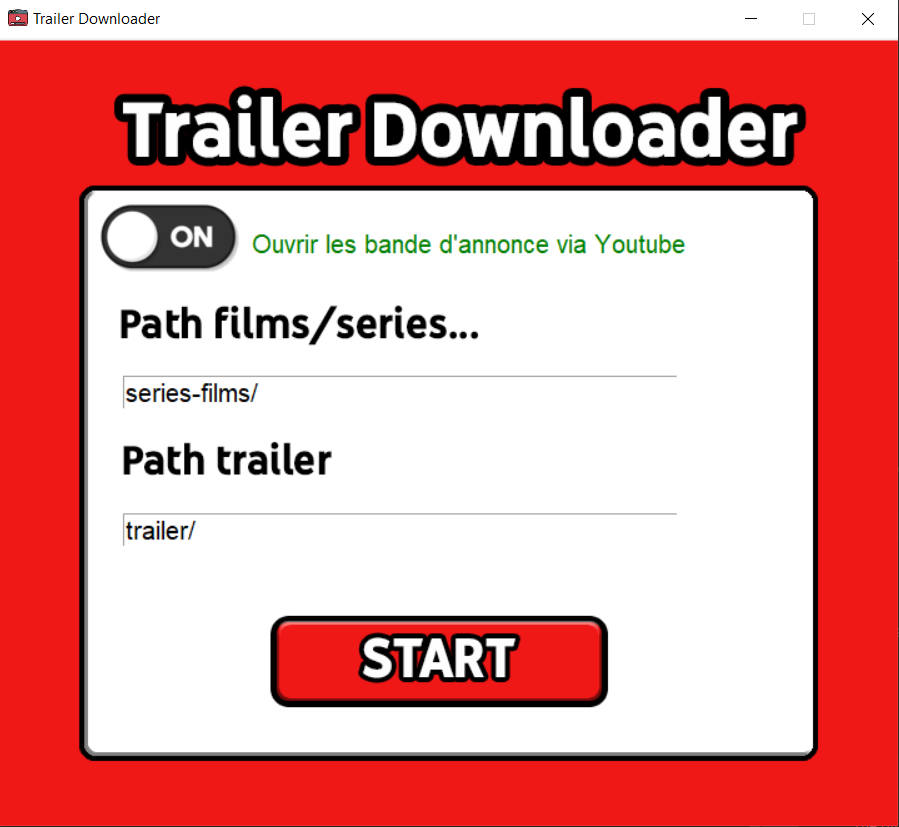 Trailer Downloader
Trailer Downloader
ON
Ouvrir les bande d'annonce via Youtube
Path films/series...
series-films/
Path trailer
trailer/
START